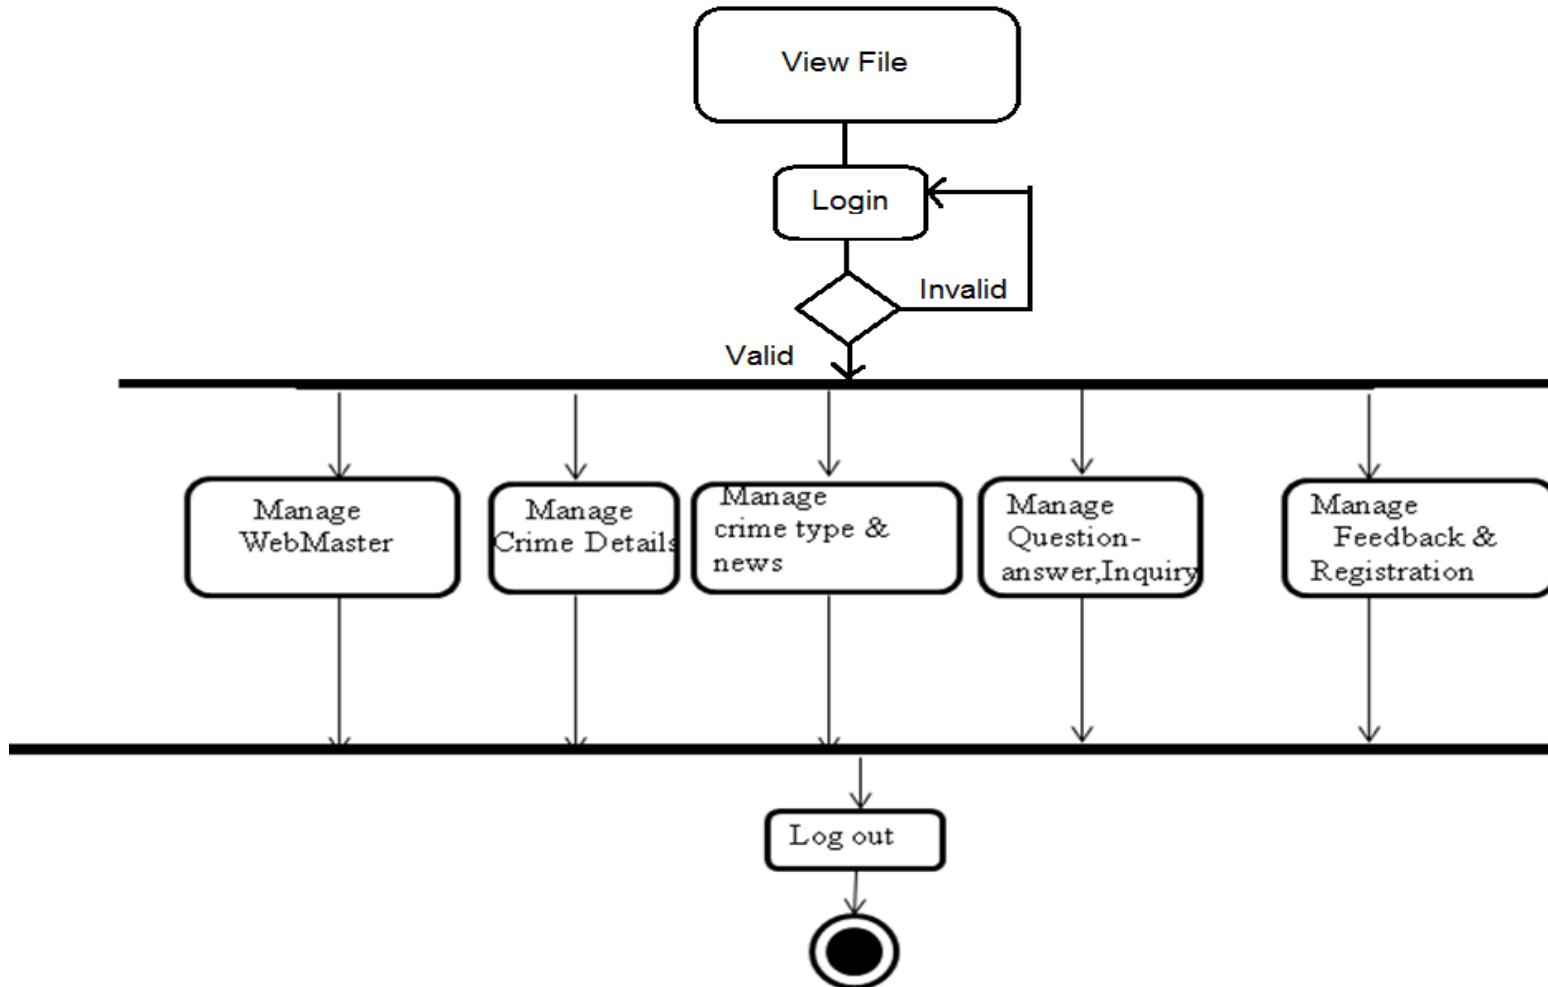 View File
Login
Invalid
Valid
Manage
WebMaster
Manage
Crime Details
Manage
crime type &
news
Manage
Question-
answer,Inquiry
Manage
Feedback &
Registration
Log out